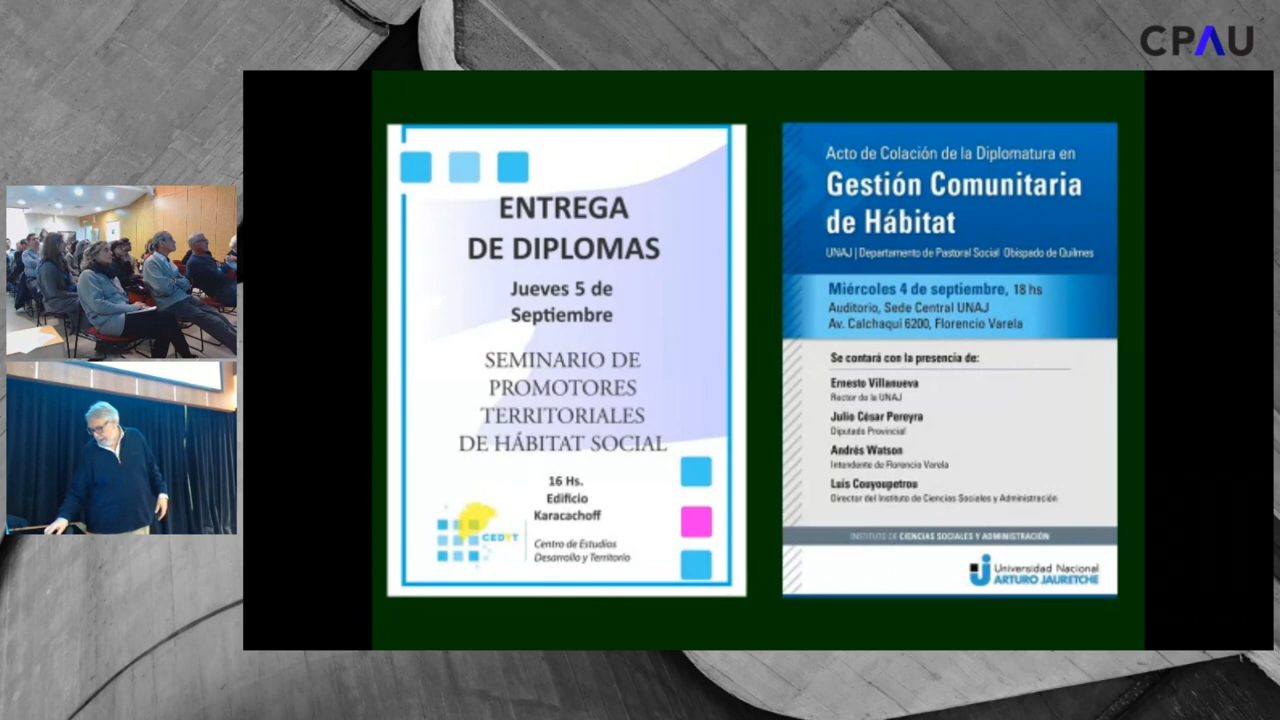 CPAU
ENTREGA
DE DIPLOMAS
Jueves 5 de
Septiembre
SEMINARIO DE
PROMOTORES
TERRITORIALES
DE HÁBITAT SOCIAL
16 Hs.
Edificio
Karacachoff
CEDYT
Centro de Estudios
Desarrollo y Territorio
Acto de Colación de la Diplomatura en
Gestión Comunitaria
de Hábitat
UNAJ | Departamento de Pastoral Social Obispado de Quilmes
Miércoles 4 de septiembre, 18 hs
Auditorio, Sede Central UNAJ
Av. Calchaquí 6200, Florencio Varela
Se contará con la presencia de:
Ernesto Villanueva
Rector de la UNAJ
Julio César Pereyra
Diputado Provincial
Andrés Watson
Intendente de Florencio Varela
Luis Couyoupetrou
Director del Instituto de Ciencias Sociales y Administración
INSTITUTO DE CIENCIAS SOCIALES Y ADMINISTRACIÓN
Universidad Nacional
ARTURO JAURETCHE